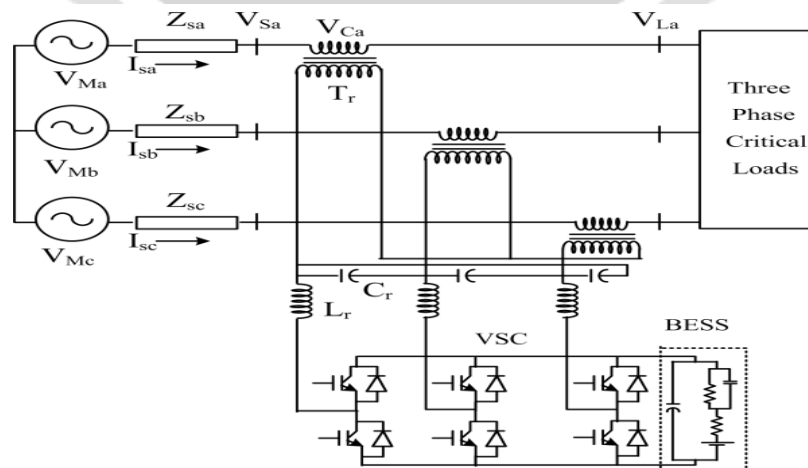 Z_sa
V_Sa
V_Ca
V_La
V_Ma
I_sa
T_r
Three
Phase
Critical
Loads
Z_sb
V_Mb
I_sb
Z_sc
V_Mc
I_sc
C_r
L_r
VSC
BESS